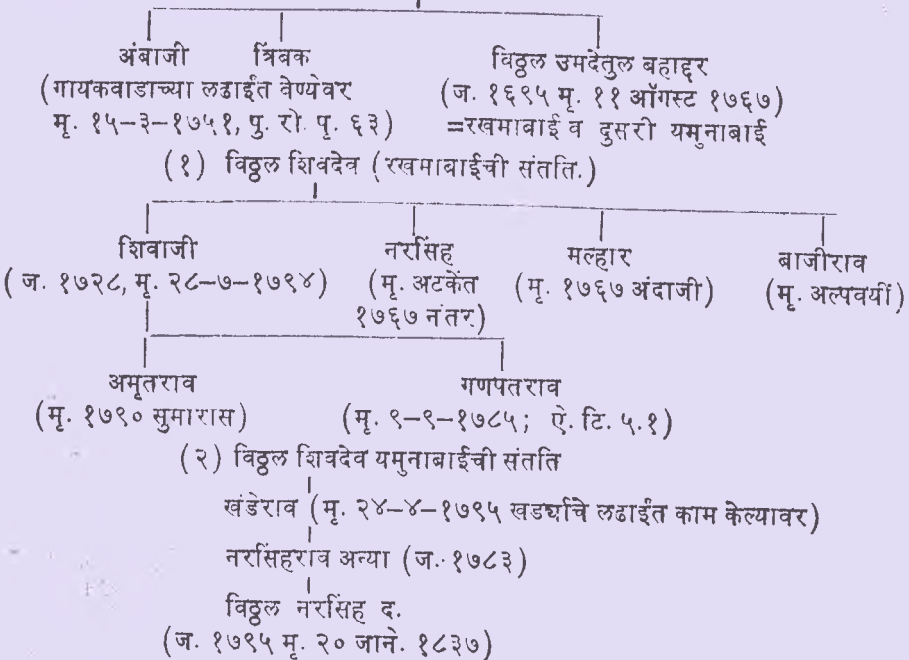 अंबाजी त्रिंबक विठ्ठल उमदेतुल बहाद्दर
(गायकवाडाच्या लढाईंत वेण्येवर (ज. १६९५ मृ. ११ ऑगस्ट १७६७)
मृ. १५-३-१७५१, पु. रो. पृ. ६३) =रखमाबाई व दुसरी यमुनाबाई
(१) विठ्ठल शिवदेव (रखमाबाईची संतति.)
शिवाजी नरसिंह मल्हार बाजीराव
(ज. १७२८, मृ. २८-७-१७९४) (मृ. अटकेंत (मृ. १७६७ अंदाजी) (मृ. अल्पवयीं)
१७६७ नंतर)
अमृतराव गणपतराव
(मृ. १७९० सुमारास) (मृ. ९-९-१७८५; ऐ. टि. ५.१)
(२) विठ्ठल शिवदेव यमुनाबाईची संतति
खंडेराव (मृ. २४-४-१७९५ खडर्याचे लढाईंत काम केल्यावर)
नरसिंहराव अन्या (ज. १७८३)
विठ्ठल नरसिंह द.
(ज. १७९५ मृ. २० जाने. १८३७)